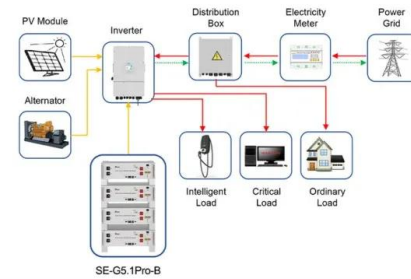 PV Module
Inverter
Distribution
Box
Electricity
Meter
Power
Grid
Alternator
Intelligent
Load
Critical
Load
Ordinary
Load
SE-G5.1Pro-B